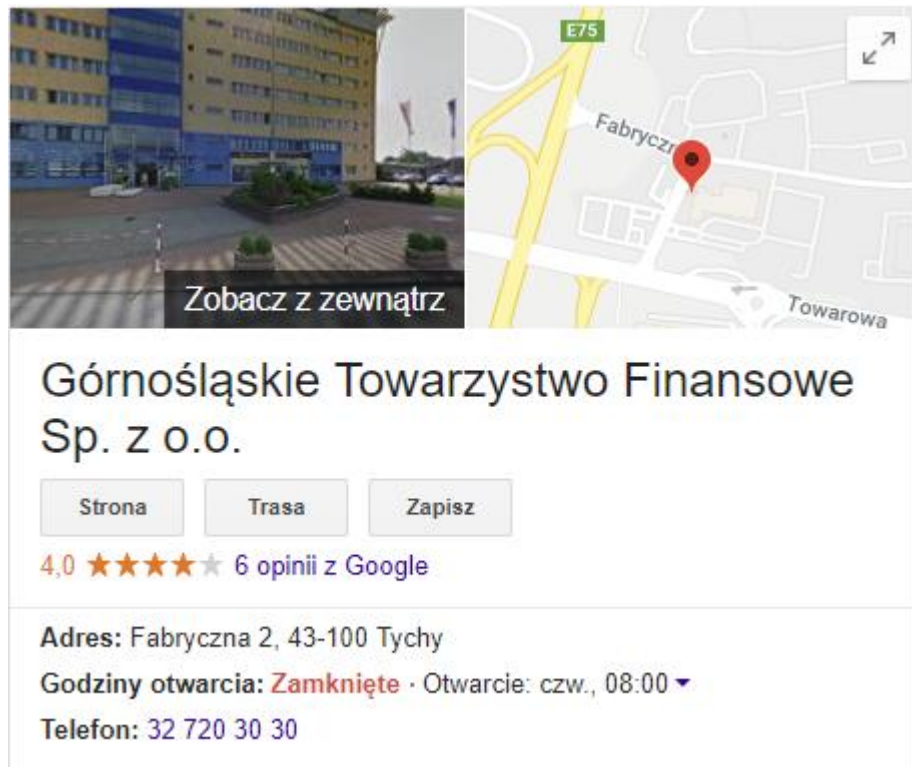 E75
Fabryczn
Zobacz z zewnątrz
Towarowa
Górnośląskie Towarzystwo Finansowe
Sp. z o.o.
Strona Trasa Zapisz
4,0 6 opinii z Google
Adres: Fabryczna 2, 43-100 Tychy
Godziny otwarcia: Zamknięte · Otwarcie: czw., 08:00
Telefon: 32 720 30 30